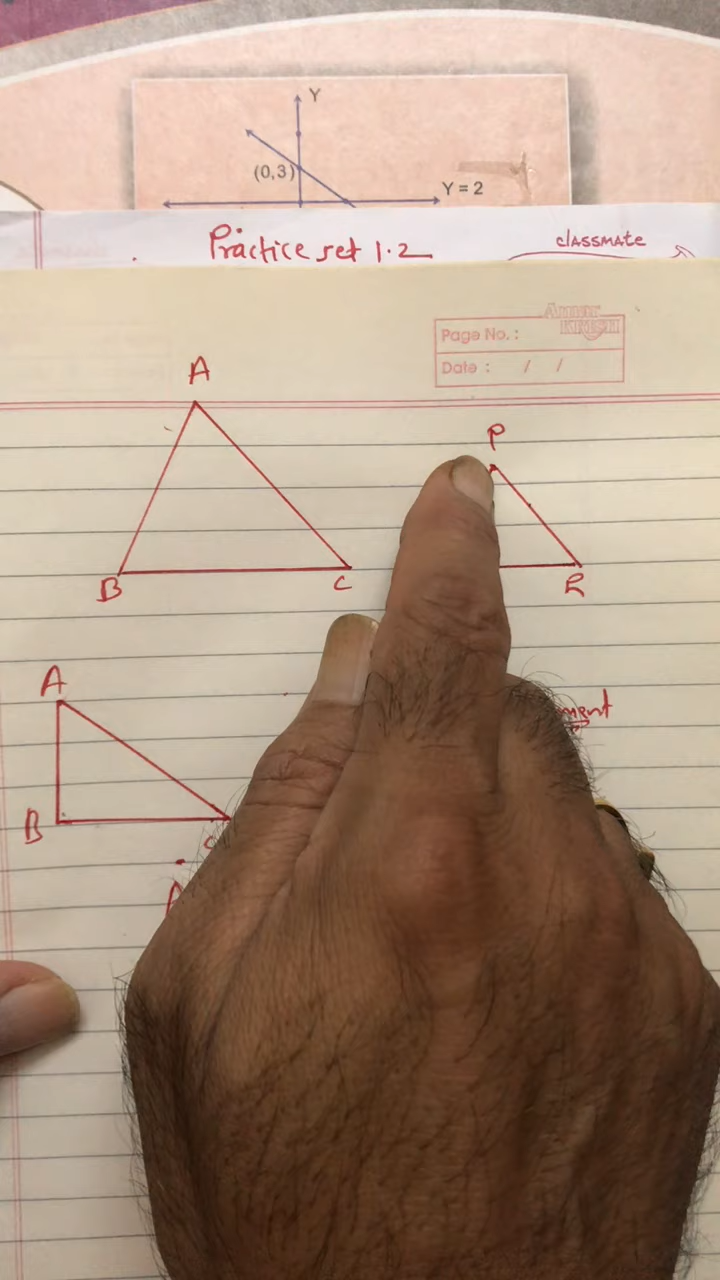 Y
(0,3)
Y = 2
Practice set 1.2
classmate
Page No. :
Date : / /
A
P
B
C
R
A
B